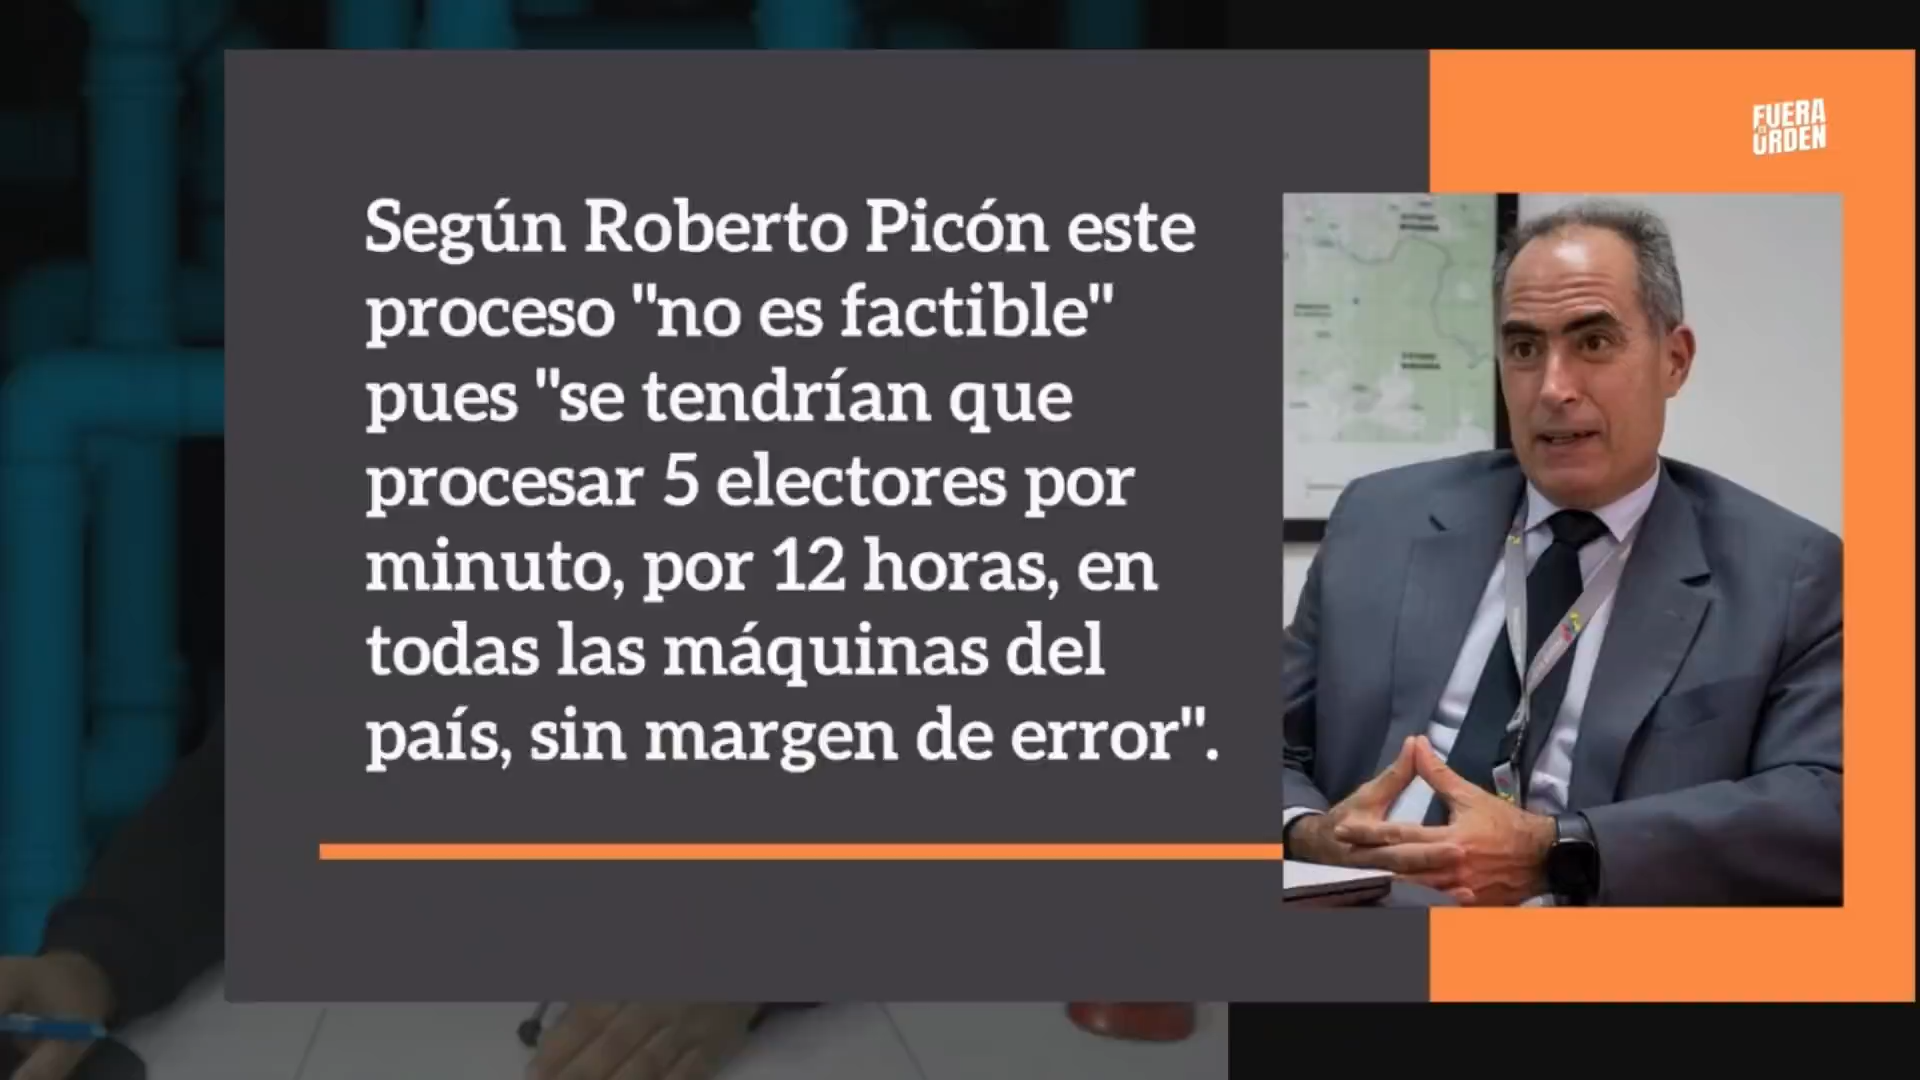 FUERA
DE
ORDEN
Según Roberto Picón este
proceso "no es factible"
pues "se tendrían que
procesar 5 electores por
minuto, por 12 horas, en
todas las máquinas del
país, sin margen de error".